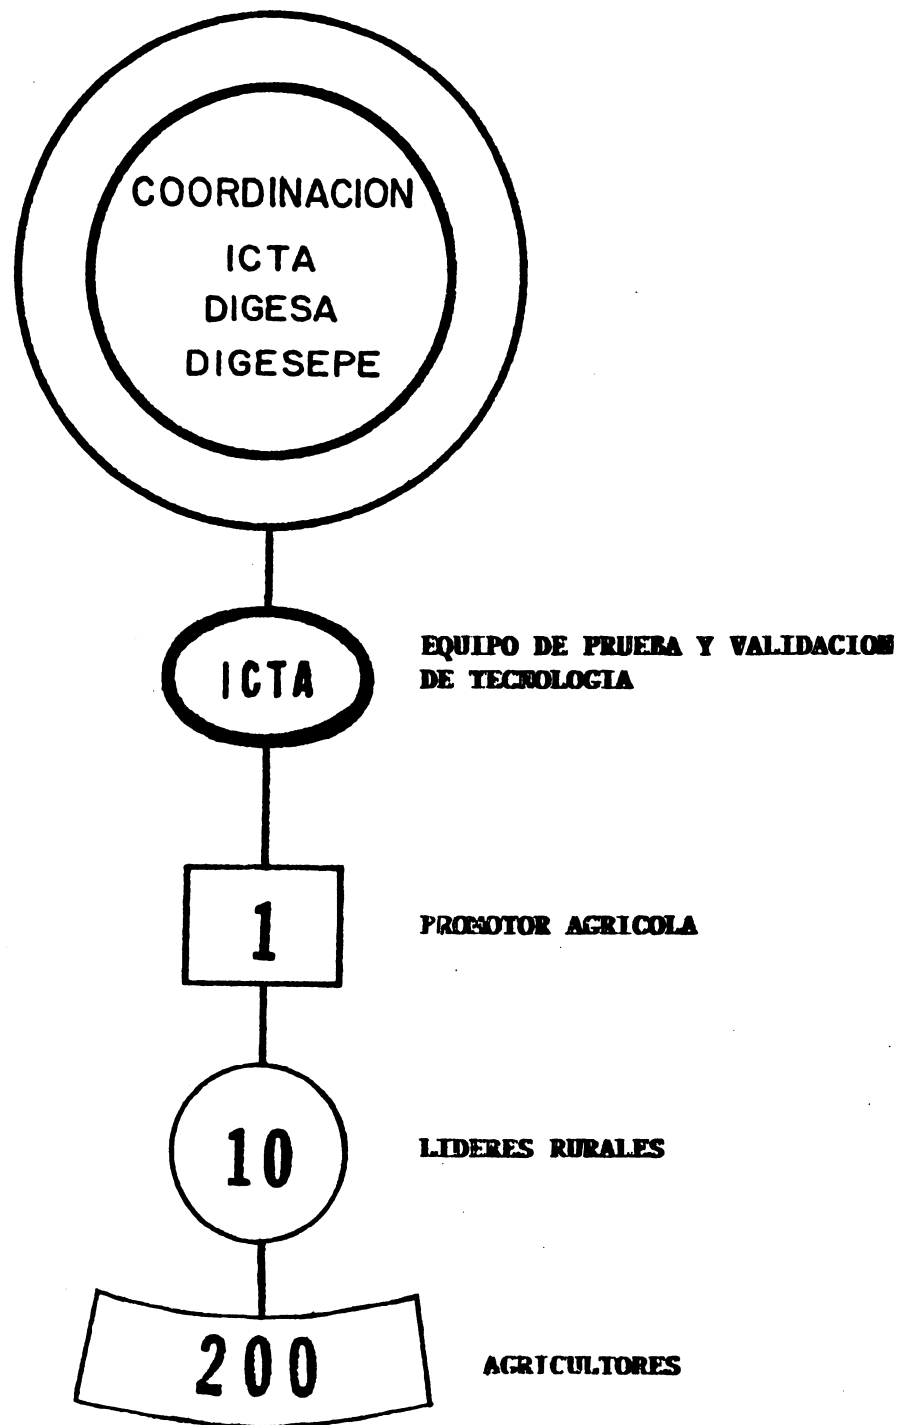 COORDINACION
ICTA
DIGESA
DIGESEPE
ICTA
EQUIPO DE PRUEBA Y VALIDACION
DE TECNOLOGIA
1
PROMOTOR AGRICOLA
10
LIDERES RURALES
200
AGRICULTORES